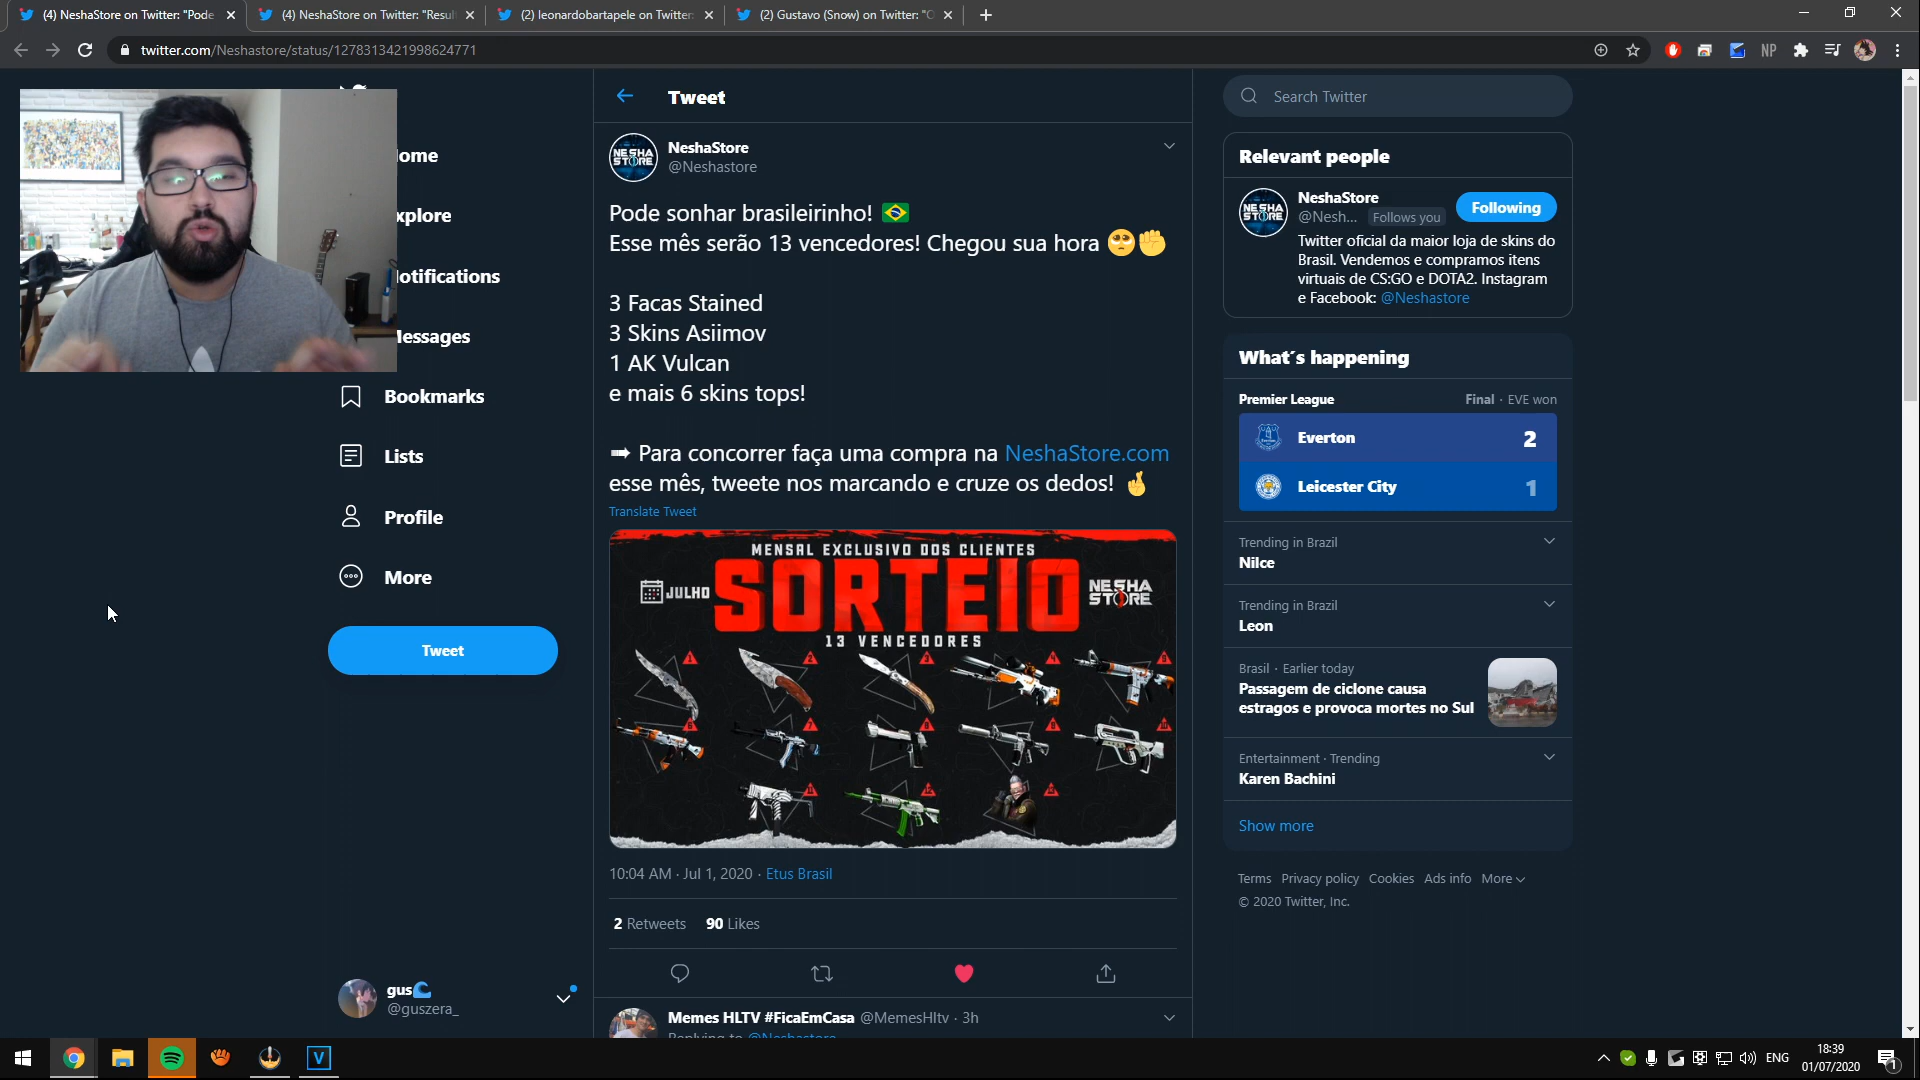 (4) NeshaStore on Twitter: "Pode
(4) NeshaStore on Twitter: "Resul
(2) leonardobartapele on Twitter:
(2) Gustavo (Snow) on Twitter: "O
twitter.com/Neshastore/status/1278313421998624771
NP
ome
xplore
otifications
essages
Bookmarks
Lists
Profile
More
Tweet
gus
@guszera_
Tweet
NeshaStore
@Neshastore
Pode sonhar brasileirinho! 🇧🇷
Esse mês serão 13 vencedores! Chegou sua hora 🥺✊
3 Facas Stained
3 Skins Asiimov
1 AK Vulcan
e mais 6 skins tops!
➡ Para concorrer faça uma compra na NeshaStore.com
esse mês, tweete nos marcando e cruze os dedos! 🤞
Translate Tweet
MENSAL EXCLUSIVO DOS CLIENTES
JULHO
SORTEIO
NESHA
STORE
13 VENCEDORES
10:04 AM · Jul 1, 2020 · Etus Brasil
2 Retweets 90 Likes
Memes HLTV #FicaEmCasa @MemesHltv · 3h
Replying to @Neshastore
Search Twitter
Relevant people
NeshaStore
@Nesh... Follows you
Following
Twitter oficial da maior loja de skins do
Brasil. Vendemos e compramos itens
virtuais de CS:GO e DOTA2. Instagram
e Facebook: @Neshastore
What's happening
Premier League
Final · EVE won
Everton 2
Leicester City 1
Trending in Brazil
Nilce
Trending in Brazil
Leon
Brasil · Earlier today
Passagem de ciclone causa
estragos e provoca mortes no Sul
Entertainment · Trending
Karen Bachini
Show more
Terms Privacy policy Cookies Ads info More
© 2020 Twitter, Inc.
ENG
18:39
01/07/2020
1